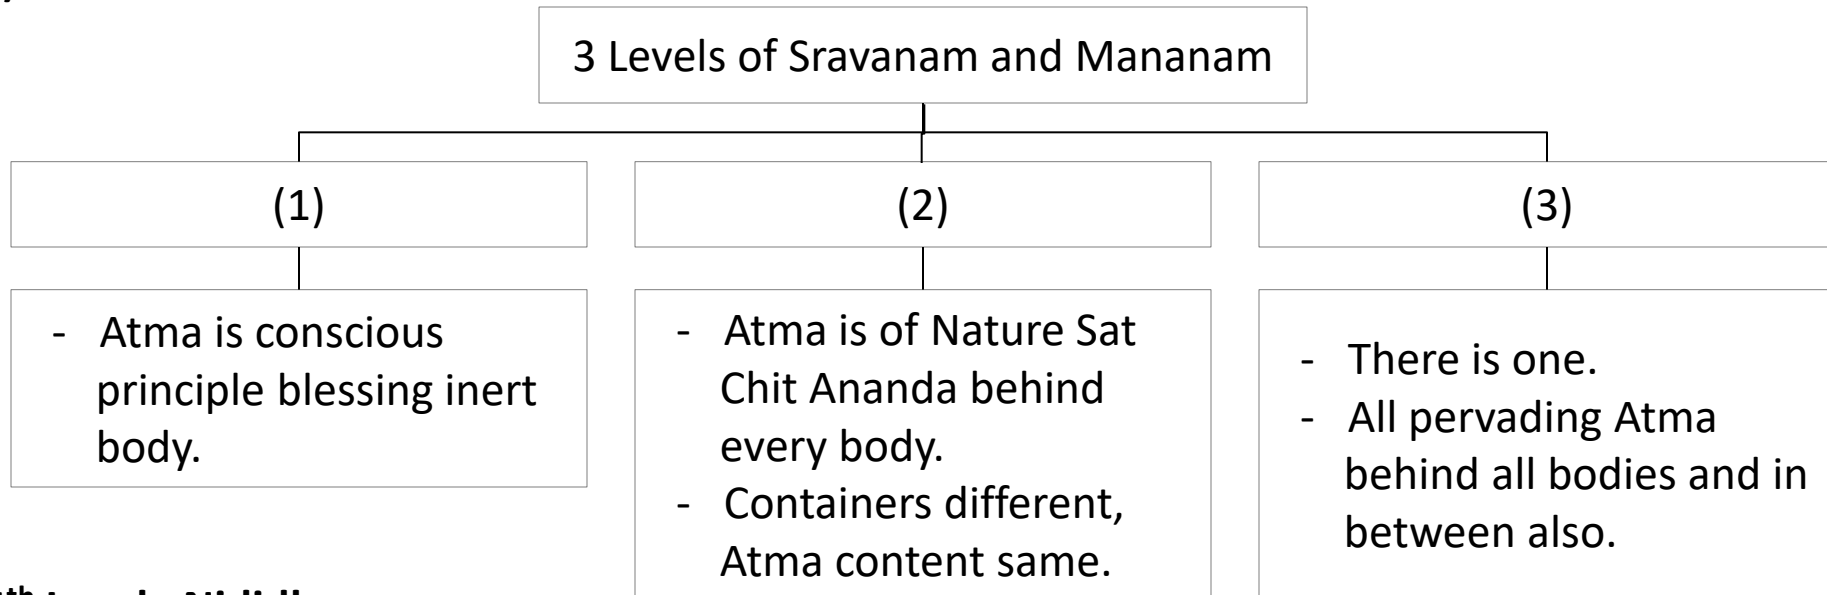 3 Levels of Sravanam and Mananam
(1)
(2)
(3)
- Atma is conscious
principle blessing inert
body.
- Atma is of Nature Sat
Chit Ananda behind
every body.
- Containers different,
Atma content same.
- There is one.
- All pervading Atma
behind all bodies and in
between also.